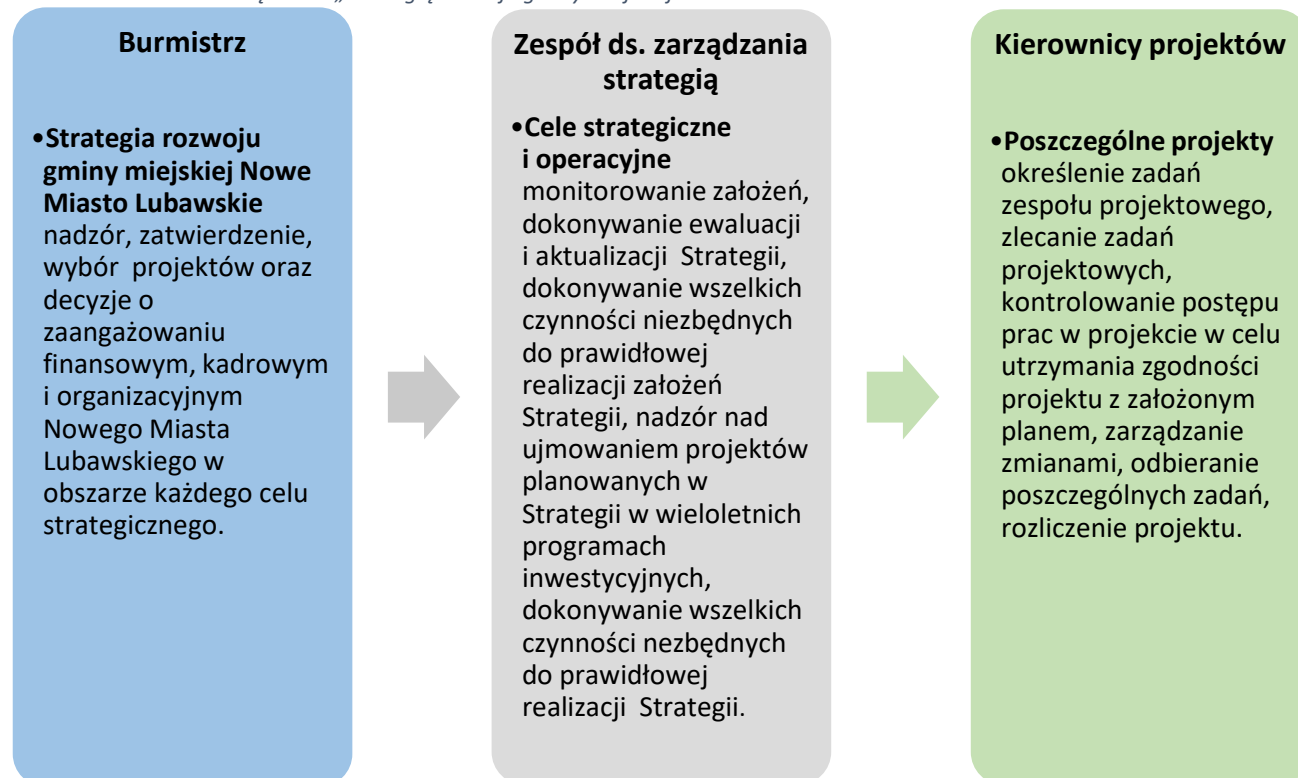 Burmistrz
•Strategia rozwoju
gminy miejskiej Nowe
Miasto Lubawskie
nadzór, zatwierdzenie,
wybór projektów oraz
decyzje o
zaangażowaniu
finansowym, kadrowym
i organizacyjnym
Nowego Miasta
Lubawskiego w
obszarze każdego celu
strategicznego.
Zespół ds. zarządzania
strategią
•Cele strategiczne
i operacyjne
monitorowanie założeń,
dokonywanie ewaluacji
i aktualizacji Strategii,
dokonywanie wszelkich
czynności niezbędnych
do prawidłowej
realizacji założeń
Strategii, nadzór nad
ujmowaniem projektów
planowanych w
Strategii w wieloletnich
programach
inwestycyjnych,
dokonywanie wszelkich
czynności nezbędnych
do prawidłowej
realizacji Strategii.
Kierownicy projektów
•Poszczególne projekty
określenie zadań
zespołu projektowego,
zlecanie zadań
projektowych,
kontrolowanie postępu
prac w projekcie w celu
utrzymania zgodności
projektu z założonym
planem, zarządzanie
zmianami, odbieranie
poszczególnych zadań,
rozliczenie projektu.